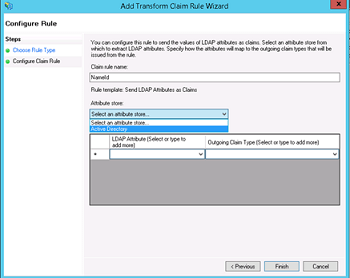 Add Transform Claim Rule Wizard
Configure Rule
Steps
Choose Rule Type
Configure Claim Rule
You can configure this rule to send the values of LDAP attributes as claims. Select an attribute store from
which to extract LDAP attributes. Specify how the attributes will map to the outgoing claim types that will be
issued from the rule.
Claim rule name:
NameId
Rule template: Send LDAP Attributes as Claims
Attribute store:
Select an attribute store...
Select an attribute store...
Active Directory
LDAP Attribute (Select or type to
add more)
Outgoing Claim Type (Select or type to add more)
< Previous
Finish
Cancel